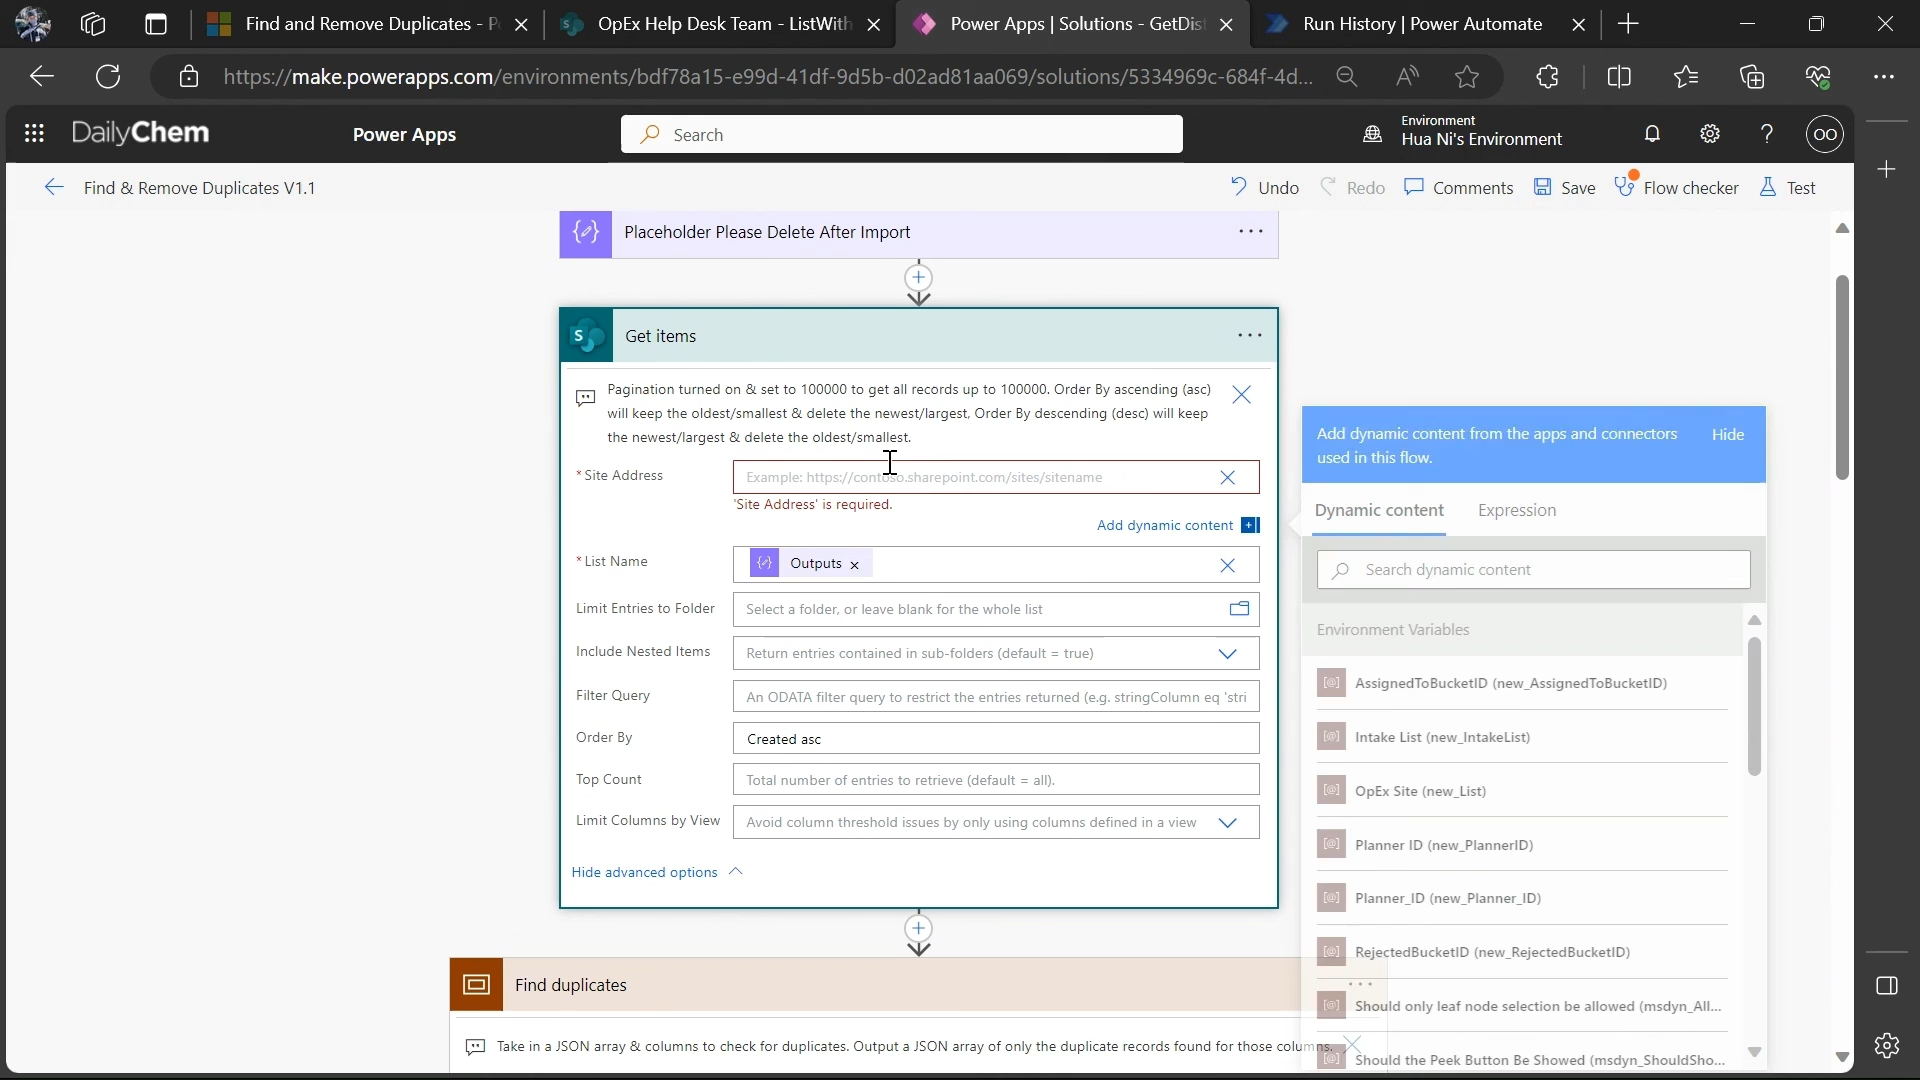 Find and Remove Duplicates - P
OpEx Help Desk Team - ListWith
Power Apps | Solutions - GetDis
Run History | Power Automate
https://make.powerapps.com/environments/bdf78a15-e99d-41df-9d5b-d02ad81aa069/solutions/5334969c-684f-4d...
DailyChem
Power Apps
Search
Environment
Hua Ni's Environment
OO
Find & Remove Duplicates V1.1
Undo
Redo
Comments
Save
Flow checker
Test
Placeholder Please Delete After Import
Get items
Pagination turned on & set to 100000 to get all records up to 100000. Order By ascending (asc)
will keep the oldest/smallest & delete the newest/largest, Order By descending (desc) will keep
the newest/largest & delete the oldest/smallest.
* Site Address
Example: https://contoso.sharepoint.com/sites/sitename
'Site Address' is required.
Add dynamic content
* List Name
Outputs
Limit Entries to Folder
Select a folder, or leave blank for the whole list
Include Nested Items
Return entries contained in sub-folders (default = true)
Filter Query
An ODATA filter query to restrict the entries returned (e.g. stringColumn eq 'stri
Order By
Created asc
Top Count
Total number of entries to retrieve (default = all).
Limit Columns by View
Avoid column threshold issues by only using columns defined in a view
Hide advanced options
Find duplicates
Take in a JSON array & columns to check for duplicates. Output a JSON array of only the duplicate records found for those columns.
Add dynamic content from the apps and connectors
used in this flow.
Hide
Dynamic content
Expression
Search dynamic content
Environment Variables
AssignedToBucketID (new_AssignedToBucketID)
Intake List (new_IntakeList)
OpEx Site (new_List)
Planner ID (new_PlannerID)
Planner_ID (new_Planner_ID)
RejectedBucketID (new_RejectedBucketID)
Should only leaf node selection be allowed (msdyn_All...
Should the Peek Button Be Showed (msdyn_ShouldSho...